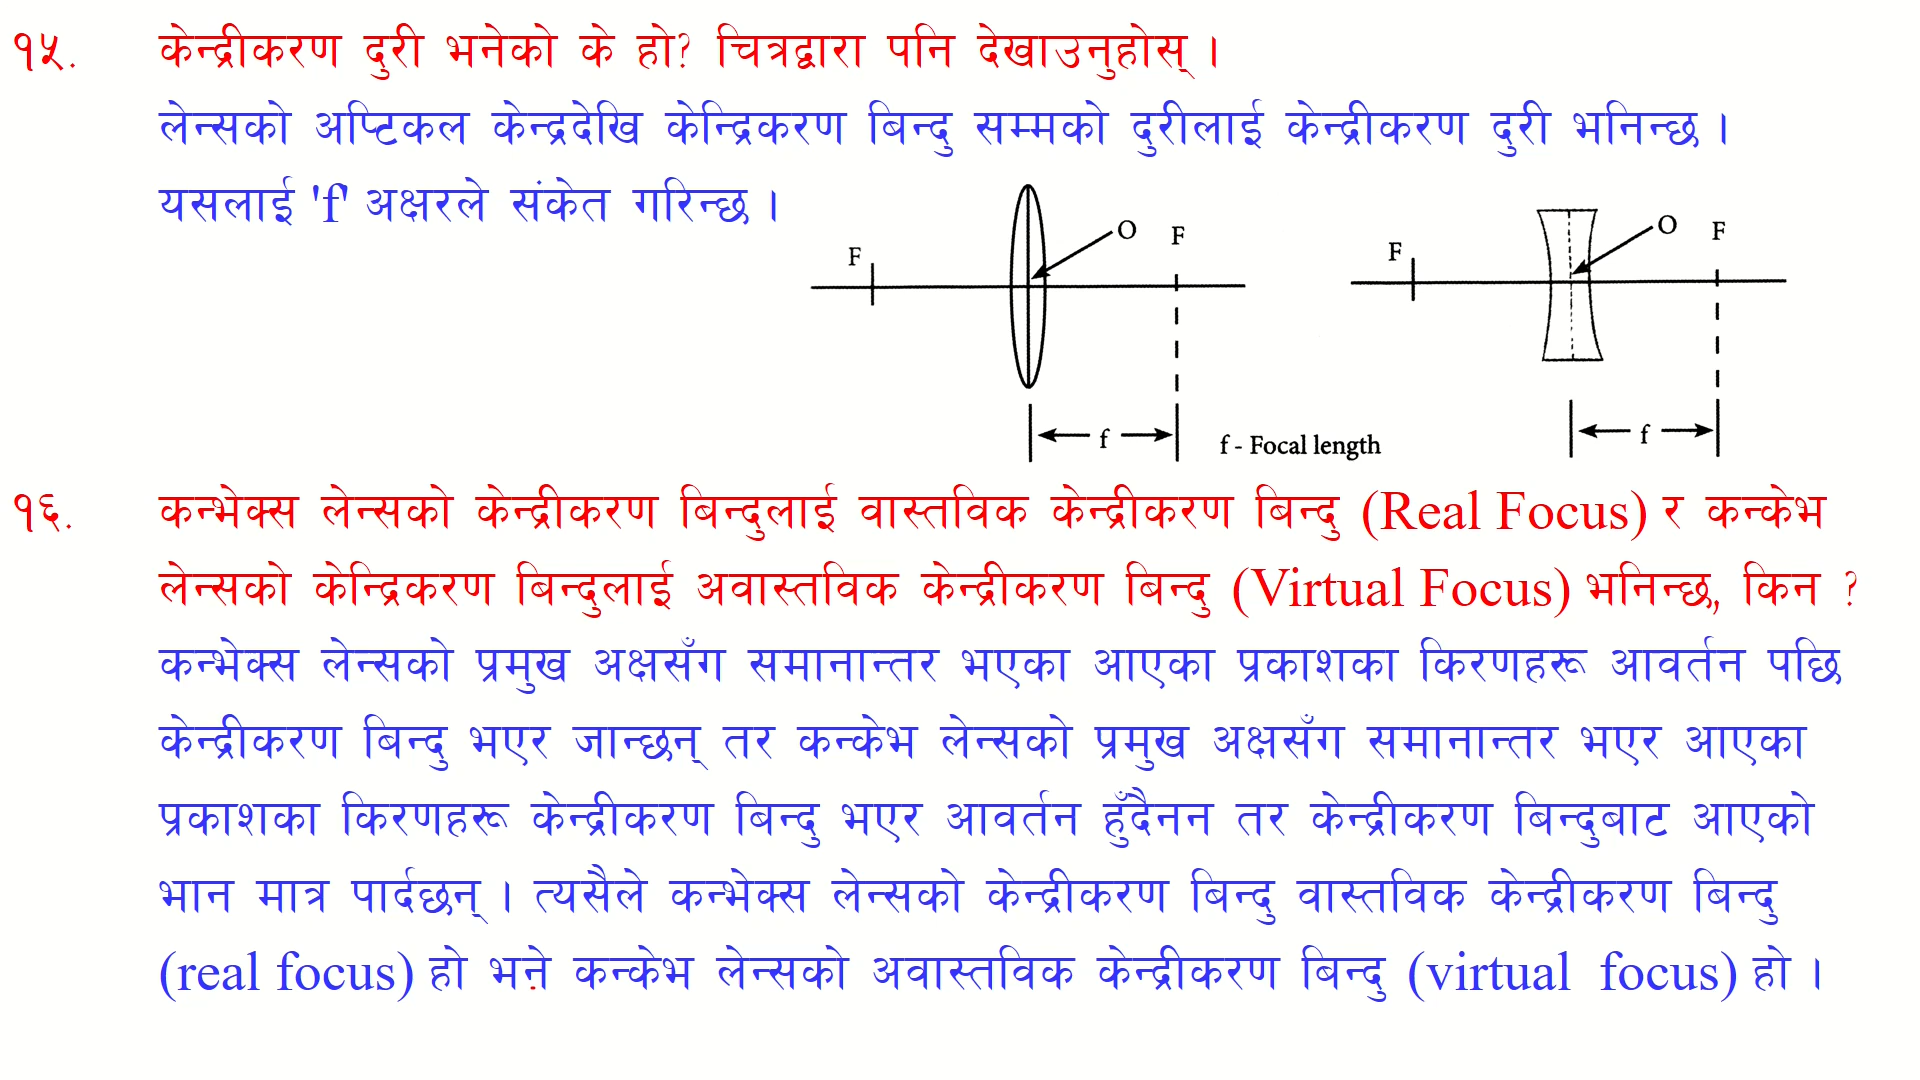 १५. केन्द्रीकरण दुरी भनेको के हो? चित्रद्वारा पनि देखाउनुहोस् ।
लेन्सको अप्टिकल केन्द्रदेखि केन्द्रिकरण बिन्दु सम्मको दुरीलाई केन्द्रीकरण दुरी भनिन्छ ।
यसलाई 'f' अक्षरले संकेत गरिन्छ ।
F O F
f
f - Focal length
F O F
f
१६. कन्भेक्स लेन्सको केन्द्रीकरण बिन्दुलाई वास्तविक केन्द्रीकरण बिन्दु (Real Focus) र कन्केभ
लेन्सको केन्द्रिकरण बिन्दुलाई अवास्तविक केन्द्रीकरण बिन्दु (Virtual Focus) भनिन्छ, किन ?
कन्भेक्स लेन्सको प्रमुख अक्षसँग समानान्तर भएका आएका प्रकाशका किरणहरू आवर्तन पछि
केन्द्रीकरण बिन्दु भएर जान्छन् तर कन्केभ लेन्सको प्रमुख अक्षसँग समानान्तर भएर आएका
प्रकाशका किरणहरू केन्द्रीकरण बिन्दु भएर आवर्तन हुँदैनन तर केन्द्रीकरण बिन्दुबाट आएको
भान मात्र पार्दछन् । त्यसैले कन्भेक्स लेन्सको केन्द्रीकरण बिन्दु वास्तविक केन्द्रीकरण बिन्दु
(real focus) हो भने कन्केभ लेन्सको अवास्तविक केन्द्रीकरण बिन्दु (virtual focus) हो ।